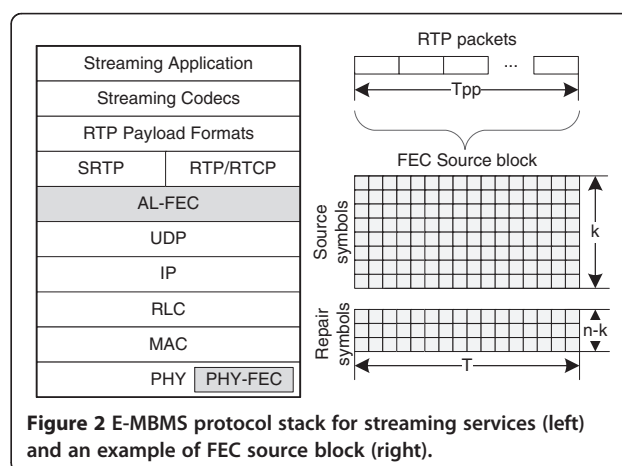 Streaming Application
Streaming Codecs
RTP Payload Formats
SRTP
RTP/RTCP
AL-FEC
UDP
IP
RLC
MAC
PHY
PHY-FEC
RTP packets
...
Tpp
FEC Source block
Source symbols
k
Repair symbols
n-k
T
Figure 2 E-MBMS protocol stack for streaming services (left)
and an example of FEC source block (right).